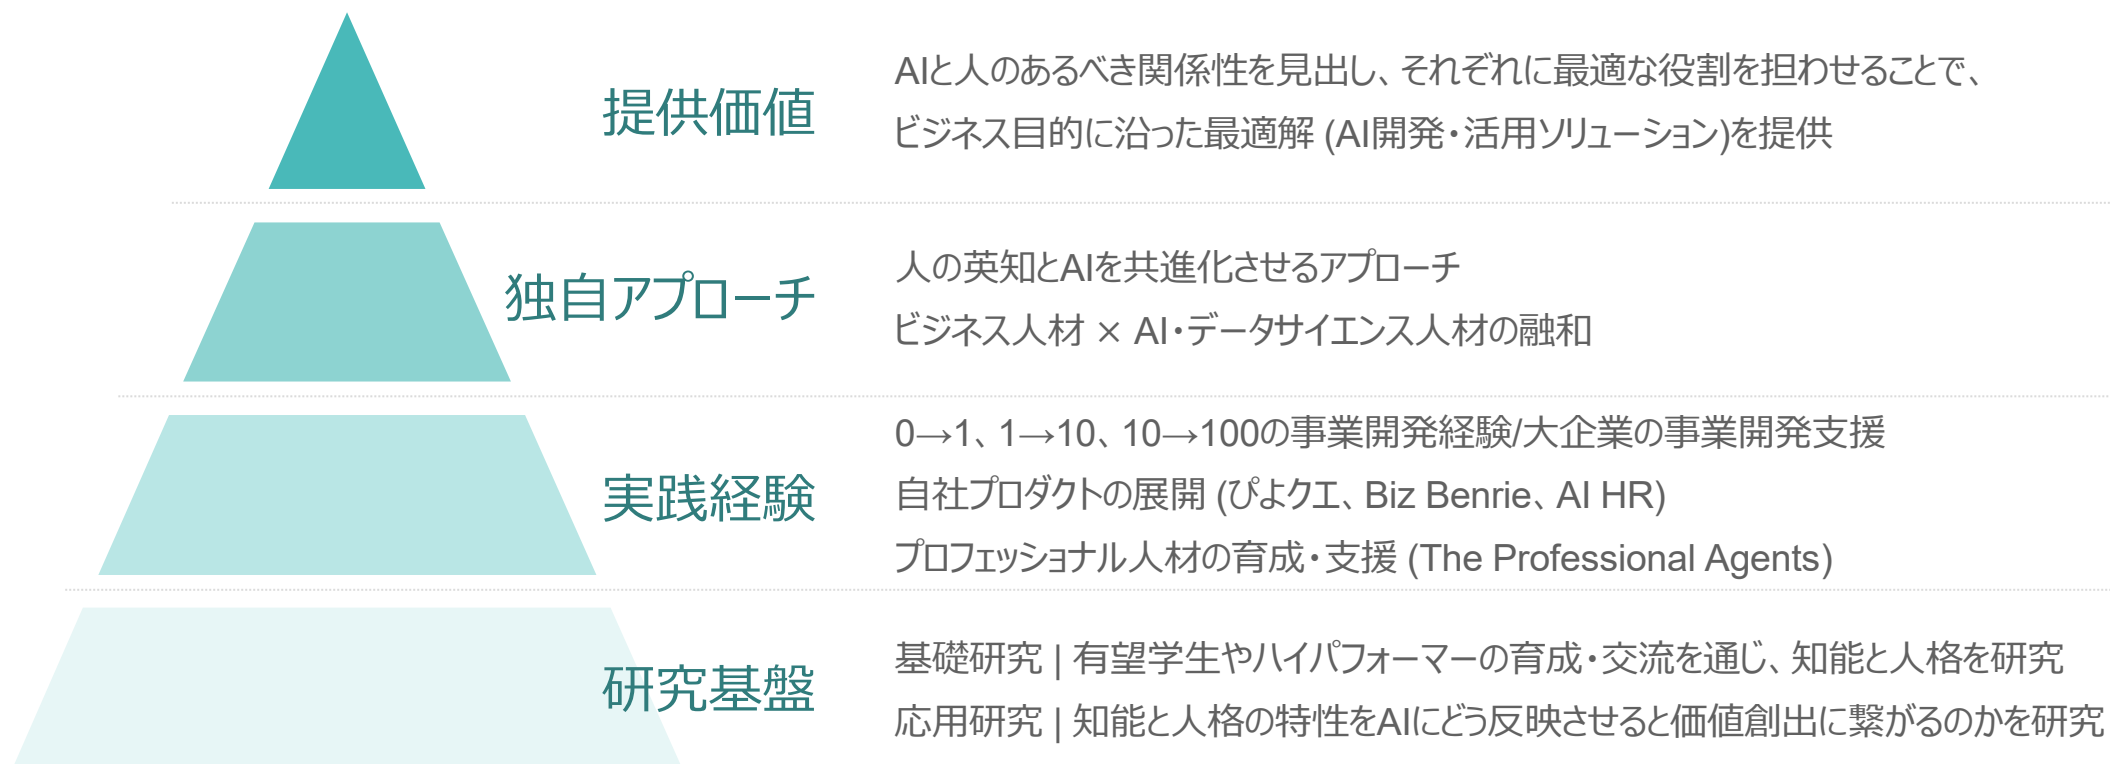 提供価値
AIと人のあるべき関係性を見出し、それぞれに最適な役割を担わせることで、
ビジネス目的に沿った最適解 (AI開発・活用ソリューション)を提供
独自アプローチ
人の英知とAIを共進化させるアプローチ
ビジネス人材 × AI・データサイエンス人材の融和
実践経験
0→1、1→10、10→100の事業開発経験/大企業の事業開発支援
自社プロダクトの展開 (ぴよクエ、Biz Benrie、AI HR)
プロフェッショナル人材の育成・支援 (The Professional Agents)
研究基盤
基礎研究 | 有望学生やハイパフォーマーの育成・交流を通じ、知能と人格を研究
応用研究 | 知能と人格の特性をAIにどう反映させると価値創出に繋がるのかを研究